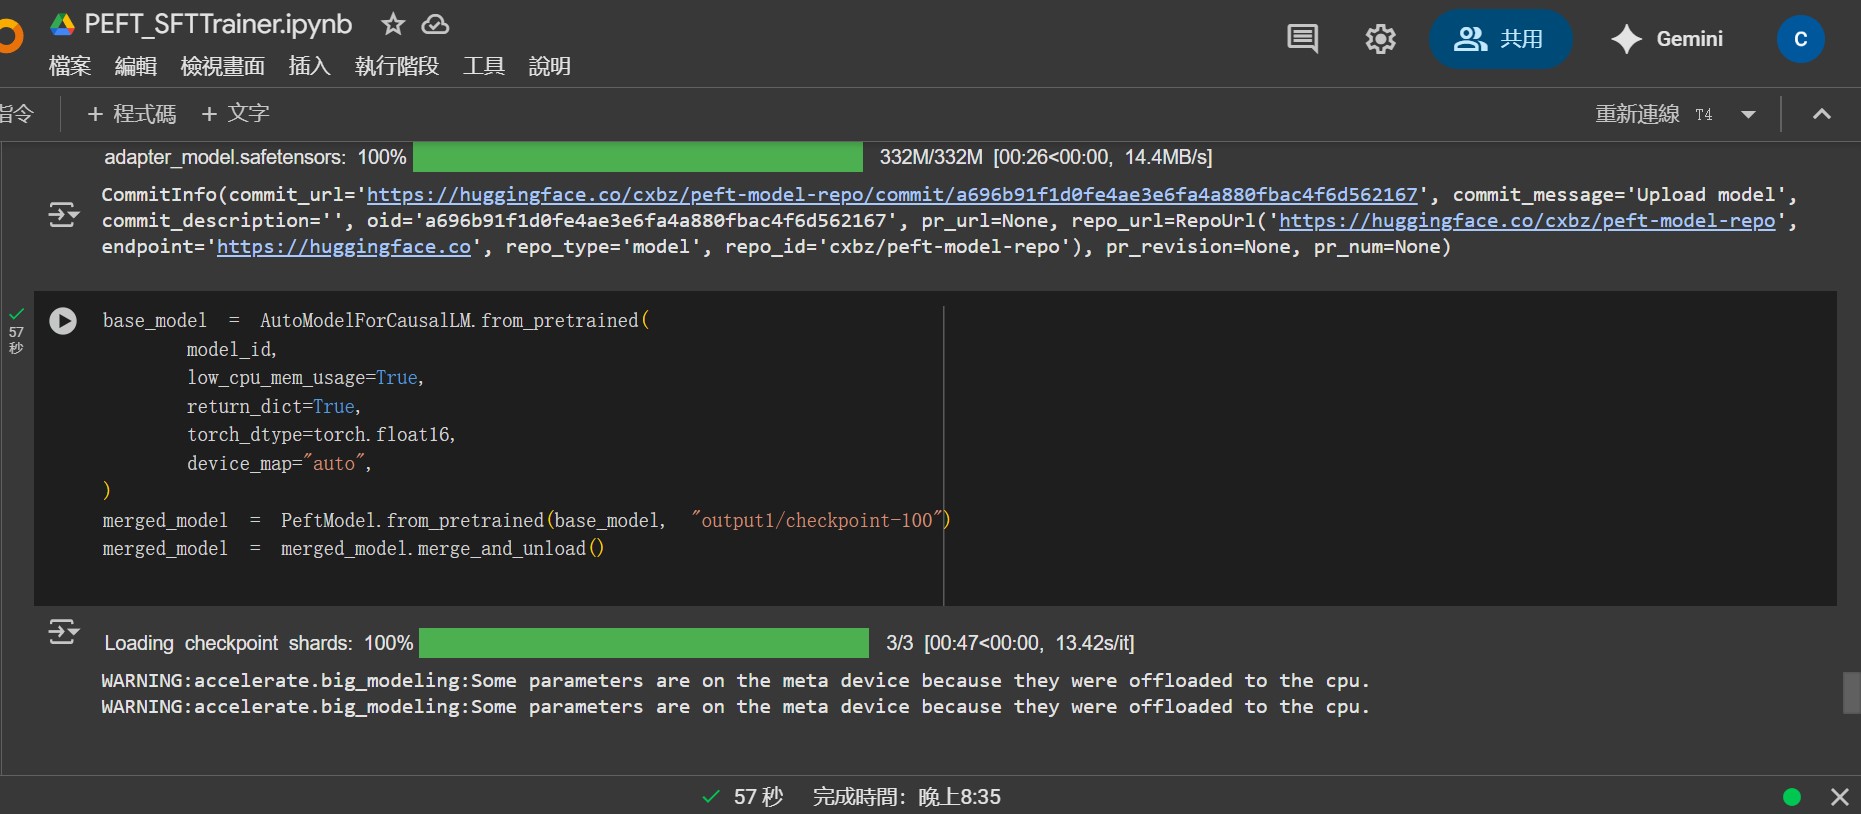 PEFT_SFTTrainer.ipynb
檔案 編輯 檢視畫面 插入 執行階段 工具 說明
共用
Gemini
C
指令 + 程式碼 + 文字
重新連線 T4
adapter_model.safetensors: 100% 332M/332M [00:26<00:00, 14.4MB/s]
CommitInfo(commit_url='https://huggingface.co/cxbz/peft-model-repo/commit/a696b91f1d0fe4ae3e6fa4a880fbac4f6d562167', commit_message='Upload model',
commit_description='', oid='a696b91f1d0fe4ae3e6fa4a880fbac4f6d562167', pr_url=None, repo_url=RepoUrl('https://huggingface.co/cxbz/peft-model-repo',
endpoint='https://huggingface.co', repo_type='model', repo_id='cxbz/peft-model-repo'), pr_revision=None, pr_num=None)
57
秒
base_model = AutoModelForCausalLM.from_pretrained(
model_id,
low_cpu_mem_usage=True,
return_dict=True,
torch_dtype=torch.float16,
device_map="auto",
)
merged_model = PeftModel.from_pretrained(base_model, "output1/checkpoint-100")
merged_model = merged_model.merge_and_unload()
Loading checkpoint shards: 100% 3/3 [00:47<00:00, 13.42s/it]
WARNING:accelerate.big_modeling:Some parameters are on the meta device because they were offloaded to the cpu.
WARNING:accelerate.big_modeling:Some parameters are on the meta device because they were offloaded to the cpu.
57 秒 完成時間: 晚上8:35